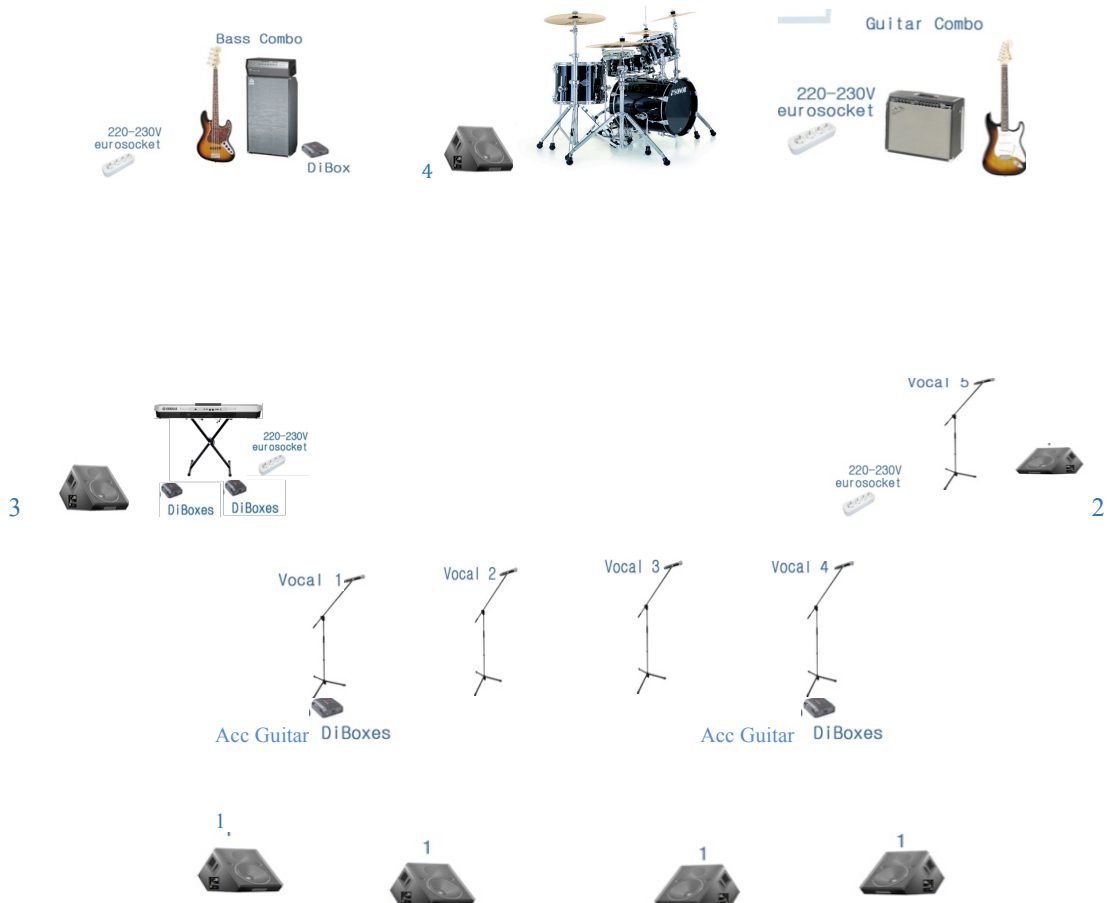 Bass Combo
220-230V
eurosocket
DiBox
4
SONOR
Guitar Combo
220-230V
eurosocket
3
220-230V
eurosocket
DiBoxes
DiBoxes
Vocal 5
220-230V
eurosocket
2
Vocal 1
Vocal 2
Vocal 3
Vocal 4
Acc Guitar DiBoxes
Acc Guitar DiBoxes
1
1
1
1